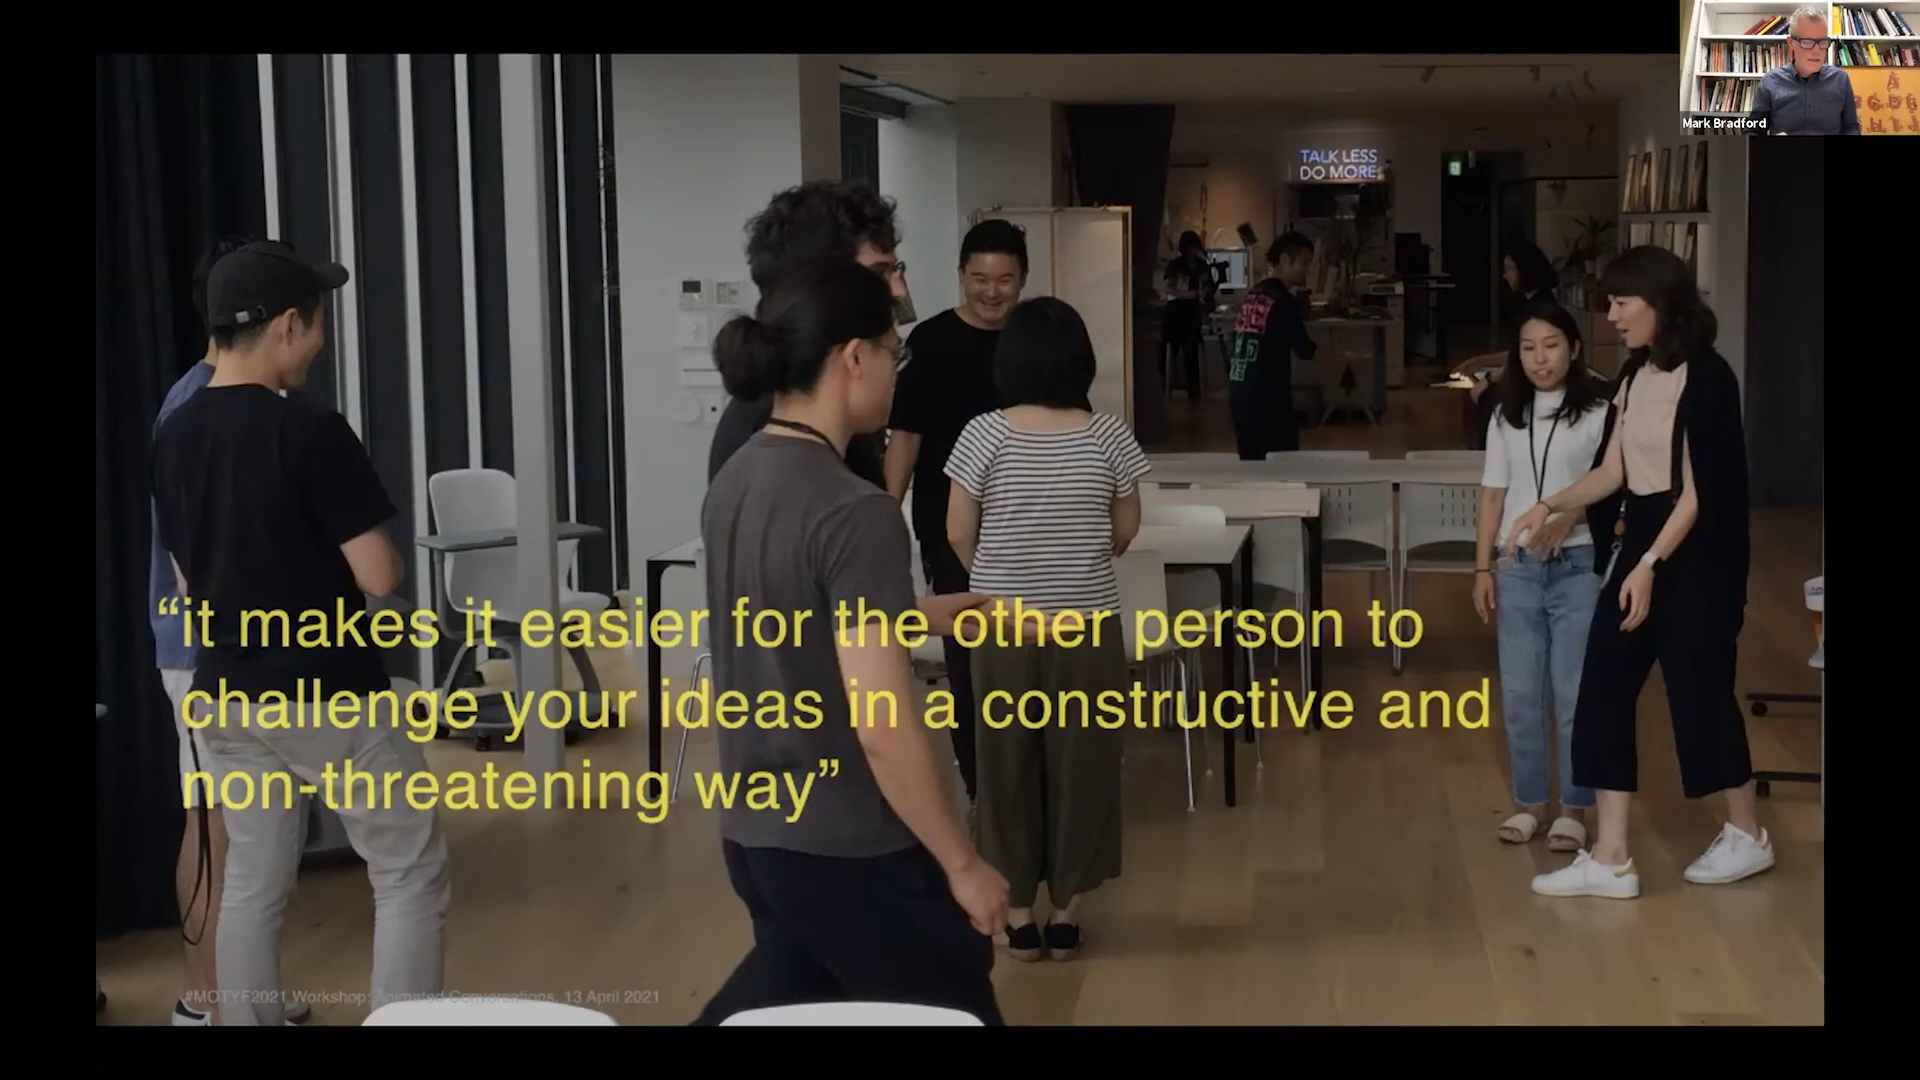 Mark Bradford
TALK LESS
DO MORE
“it makes it easier for the other person to
challenge your ideas in a constructive and
non-threatening way”
#MOTYF2021 Workshop: Animated Conversations, 13 April 2021